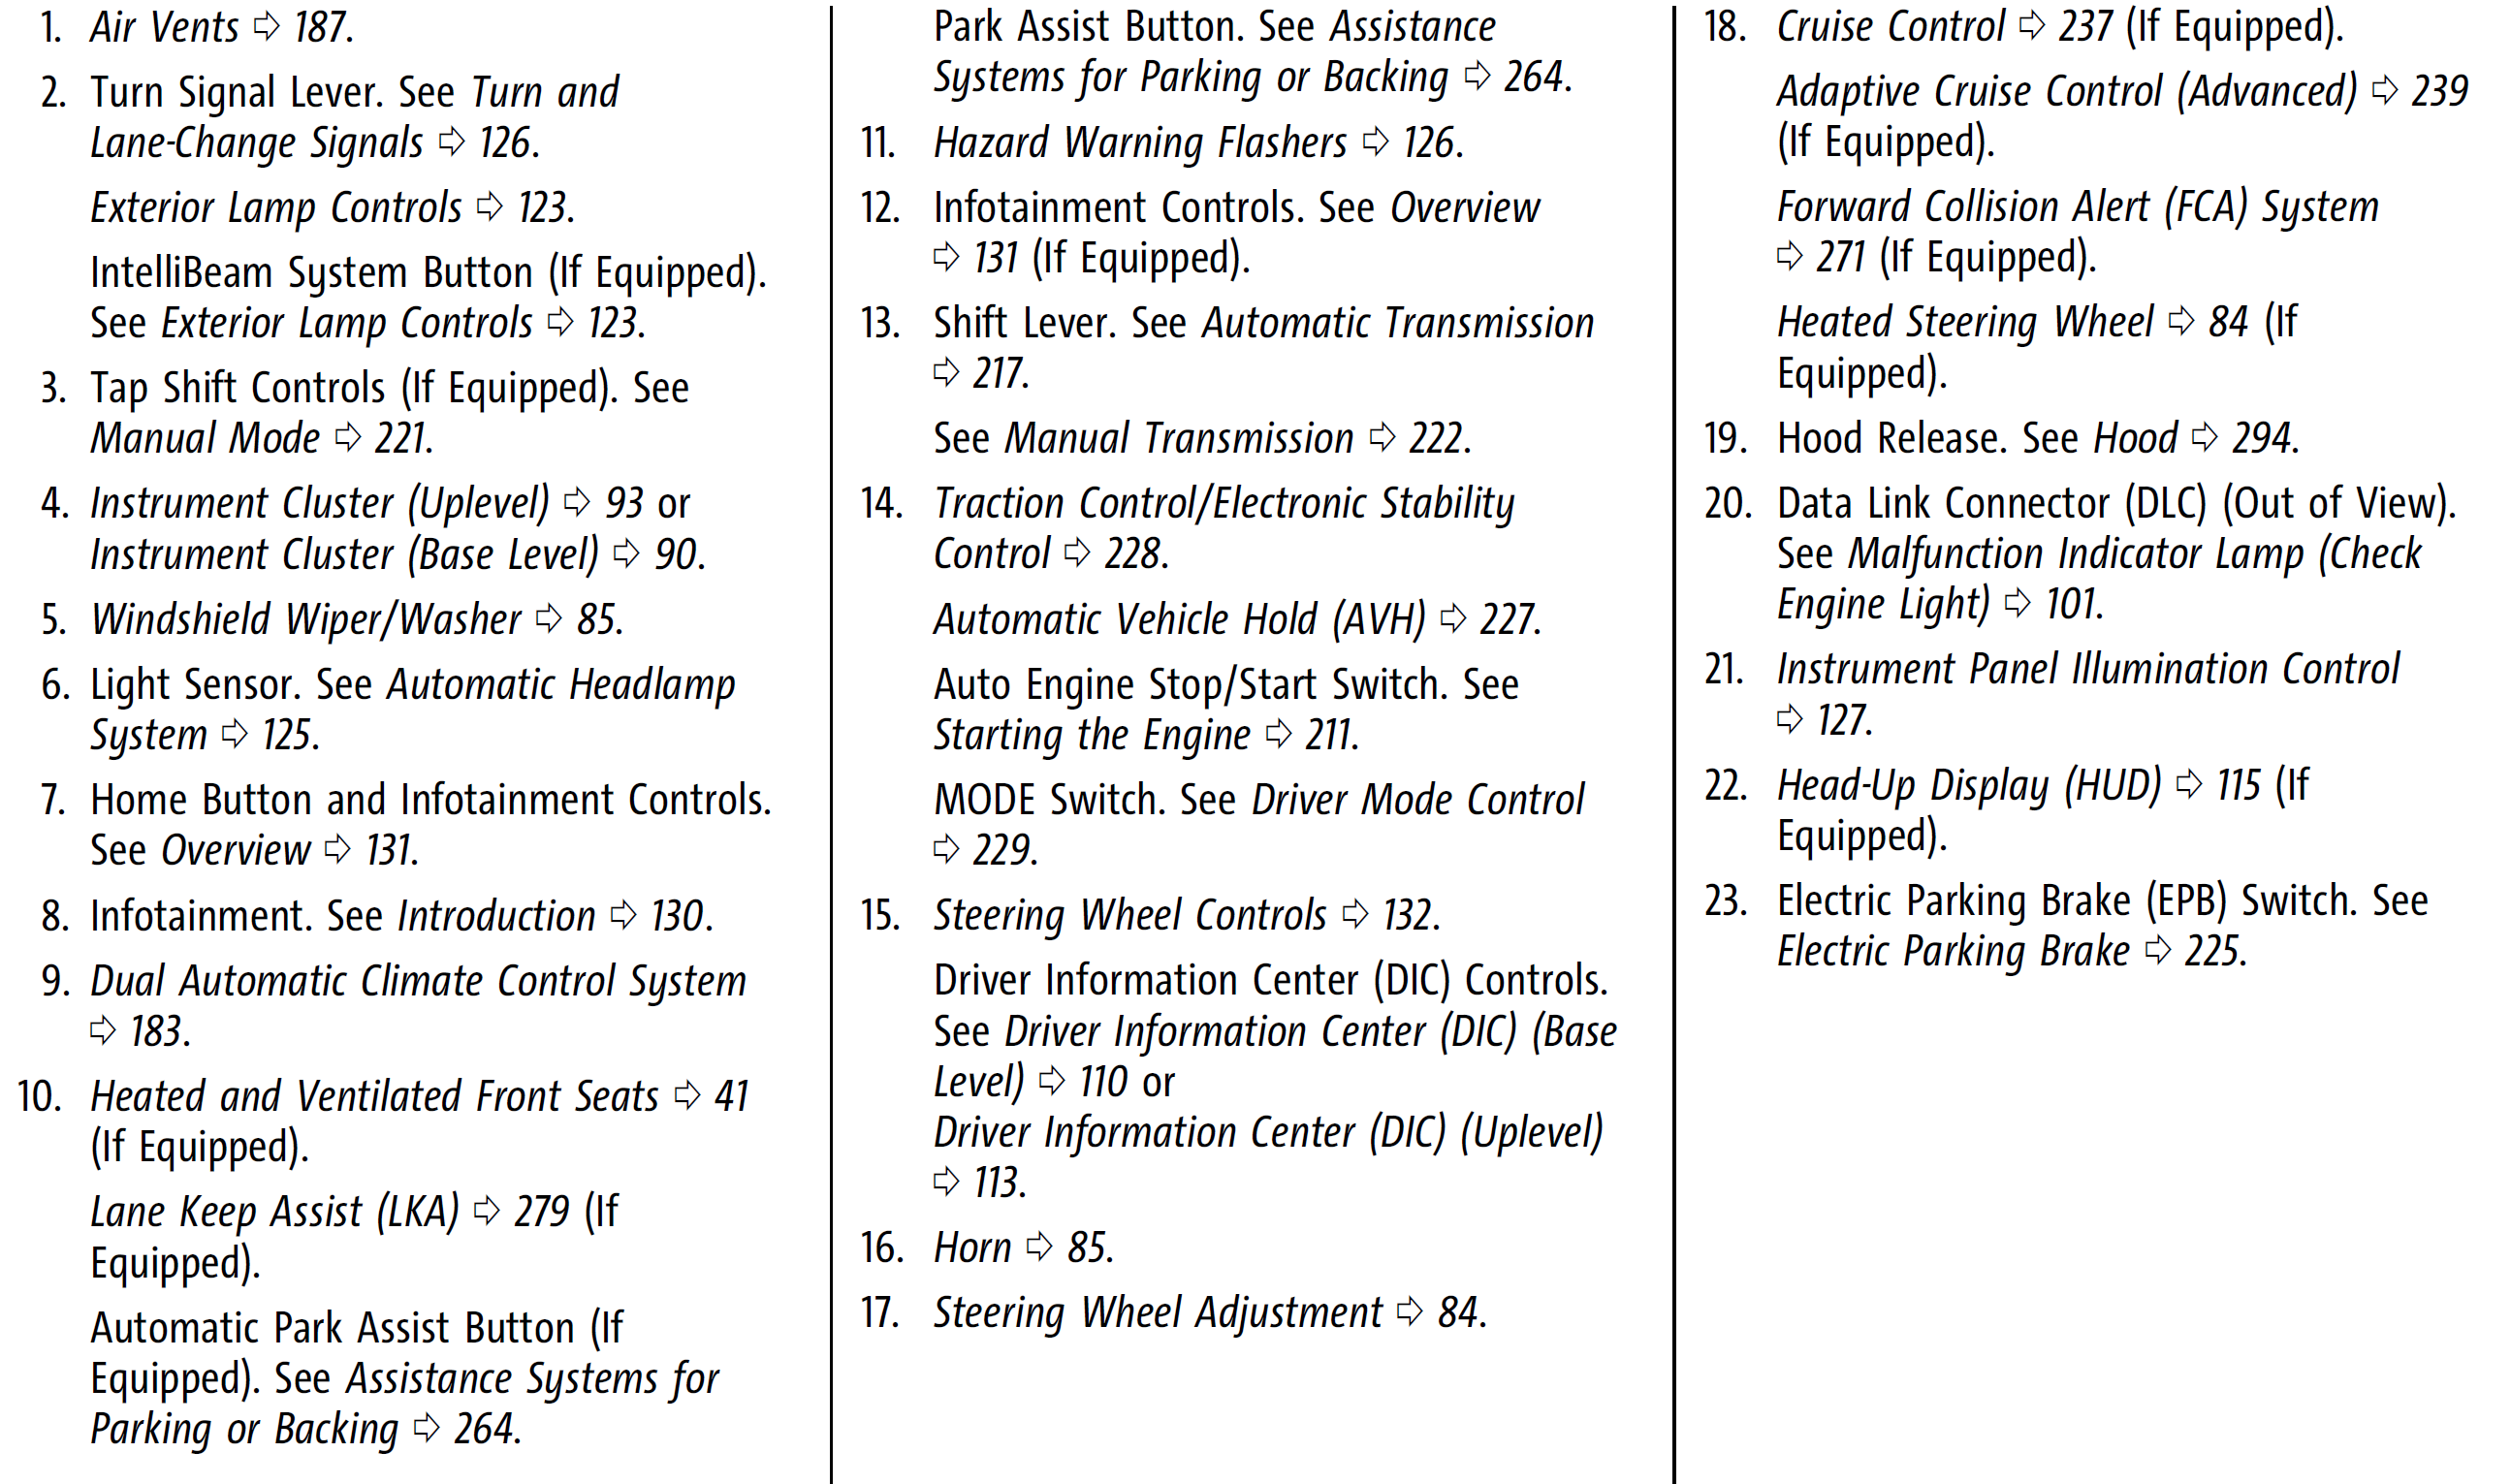 1. Air Vents ⇨ 187.
2. Turn Signal Lever. See Turn and
Lane-Change Signals ⇨ 126.
Exterior Lamp Controls ⇨ 123.
IntelliBeam System Button (If Equipped).
See Exterior Lamp Controls ⇨ 123.
3. Tap Shift Controls (If Equipped). See
Manual Mode ⇨ 221.
4. Instrument Cluster (Uplevel) ⇨ 93 or
Instrument Cluster (Base Level) ⇨ 90.
5. Windshield Wiper/Washer ⇨ 85.
6. Light Sensor. See Automatic Headlamp
System ⇨ 125.
7. Home Button and Infotainment Controls.
See Overview ⇨ 131.
8. Infotainment. See Introduction ⇨ 130.
9. Dual Automatic Climate Control System
⇨ 183.
10. Heated and Ventilated Front Seats ⇨ 41
(If Equipped).
Lane Keep Assist (LKA) ⇨ 279 (If
Equipped).
Automatic Park Assist Button (If
Equipped). See Assistance Systems for
Parking or Backing ⇨ 264.
Park Assist Button. See Assistance
Systems for Parking or Backing ⇨ 264.
11. Hazard Warning Flashers ⇨ 126.
12. Infotainment Controls. See Overview
⇨ 131 (If Equipped).
13. Shift Lever. See Automatic Transmission
⇨ 217.
See Manual Transmission ⇨ 222.
14. Traction Control/Electronic Stability
Control ⇨ 228.
Automatic Vehicle Hold (AVH) ⇨ 227.
Auto Engine Stop/Start Switch. See
Starting the Engine ⇨ 211.
MODE Switch. See Driver Mode Control
⇨ 229.
15. Steering Wheel Controls ⇨ 132.
Driver Information Center (DIC) Controls.
See Driver Information Center (DIC) (Base
Level) ⇨ 110 or
Driver Information Center (DIC) (Uplevel)
⇨ 113.
16. Horn ⇨ 85.
17. Steering Wheel Adjustment ⇨ 84.
18. Cruise Control ⇨ 237 (If Equipped).
Adaptive Cruise Control (Advanced) ⇨ 239
(If Equipped).
Forward Collision Alert (FCA) System
⇨ 271 (If Equipped).
Heated Steering Wheel ⇨ 84 (If
Equipped).
19. Hood Release. See Hood ⇨ 294.
20. Data Link Connector (DLC) (Out of View).
See Malfunction Indicator Lamp (Check
Engine Light) ⇨ 101.
21. Instrument Panel Illumination Control
⇨ 127.
22. Head-Up Display (HUD) ⇨ 115 (If
Equipped).
23. Electric Parking Brake (EPB) Switch. See
Electric Parking Brake ⇨ 225.